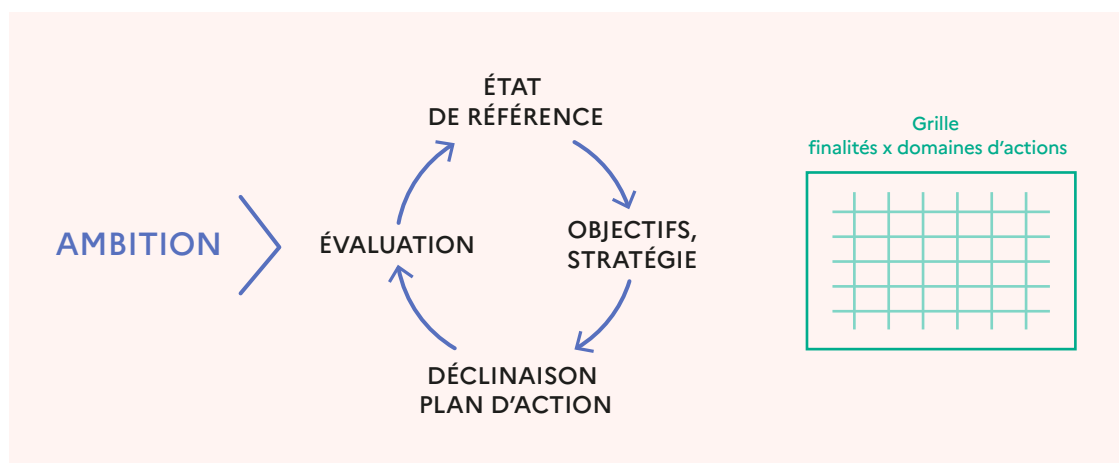 AMBITION
ÉTAT
DE RÉFÉRENCE
OBJECTIFS,
STRATÉGIE
DÉCLINAISON
PLAN D'ACTION
ÉVALUATION
Grille
finalités x domaines d'actions